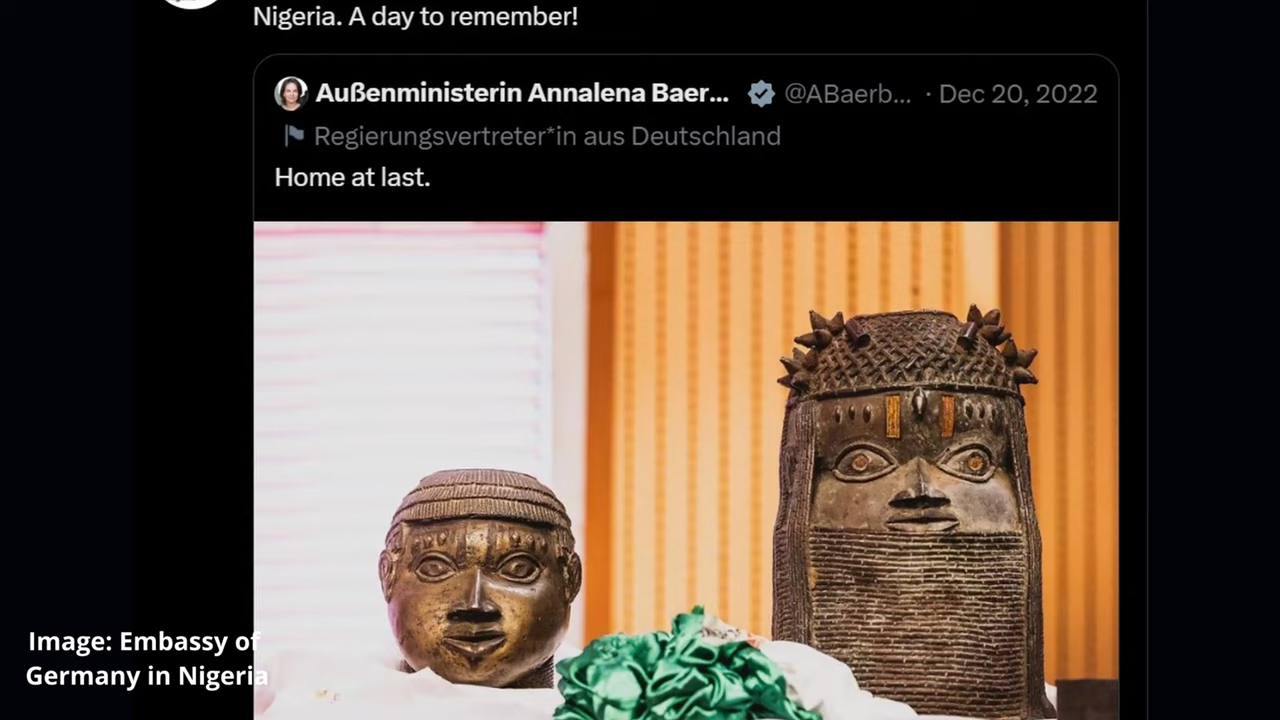 Nigeria. A day to remember!
Außenministerin Annalena Baer... @ABaerb... · Dec 20, 2022
Regierungsvertreter*in aus Deutschland
Home at last.
Image: Embassy of
Germany in Nigeria